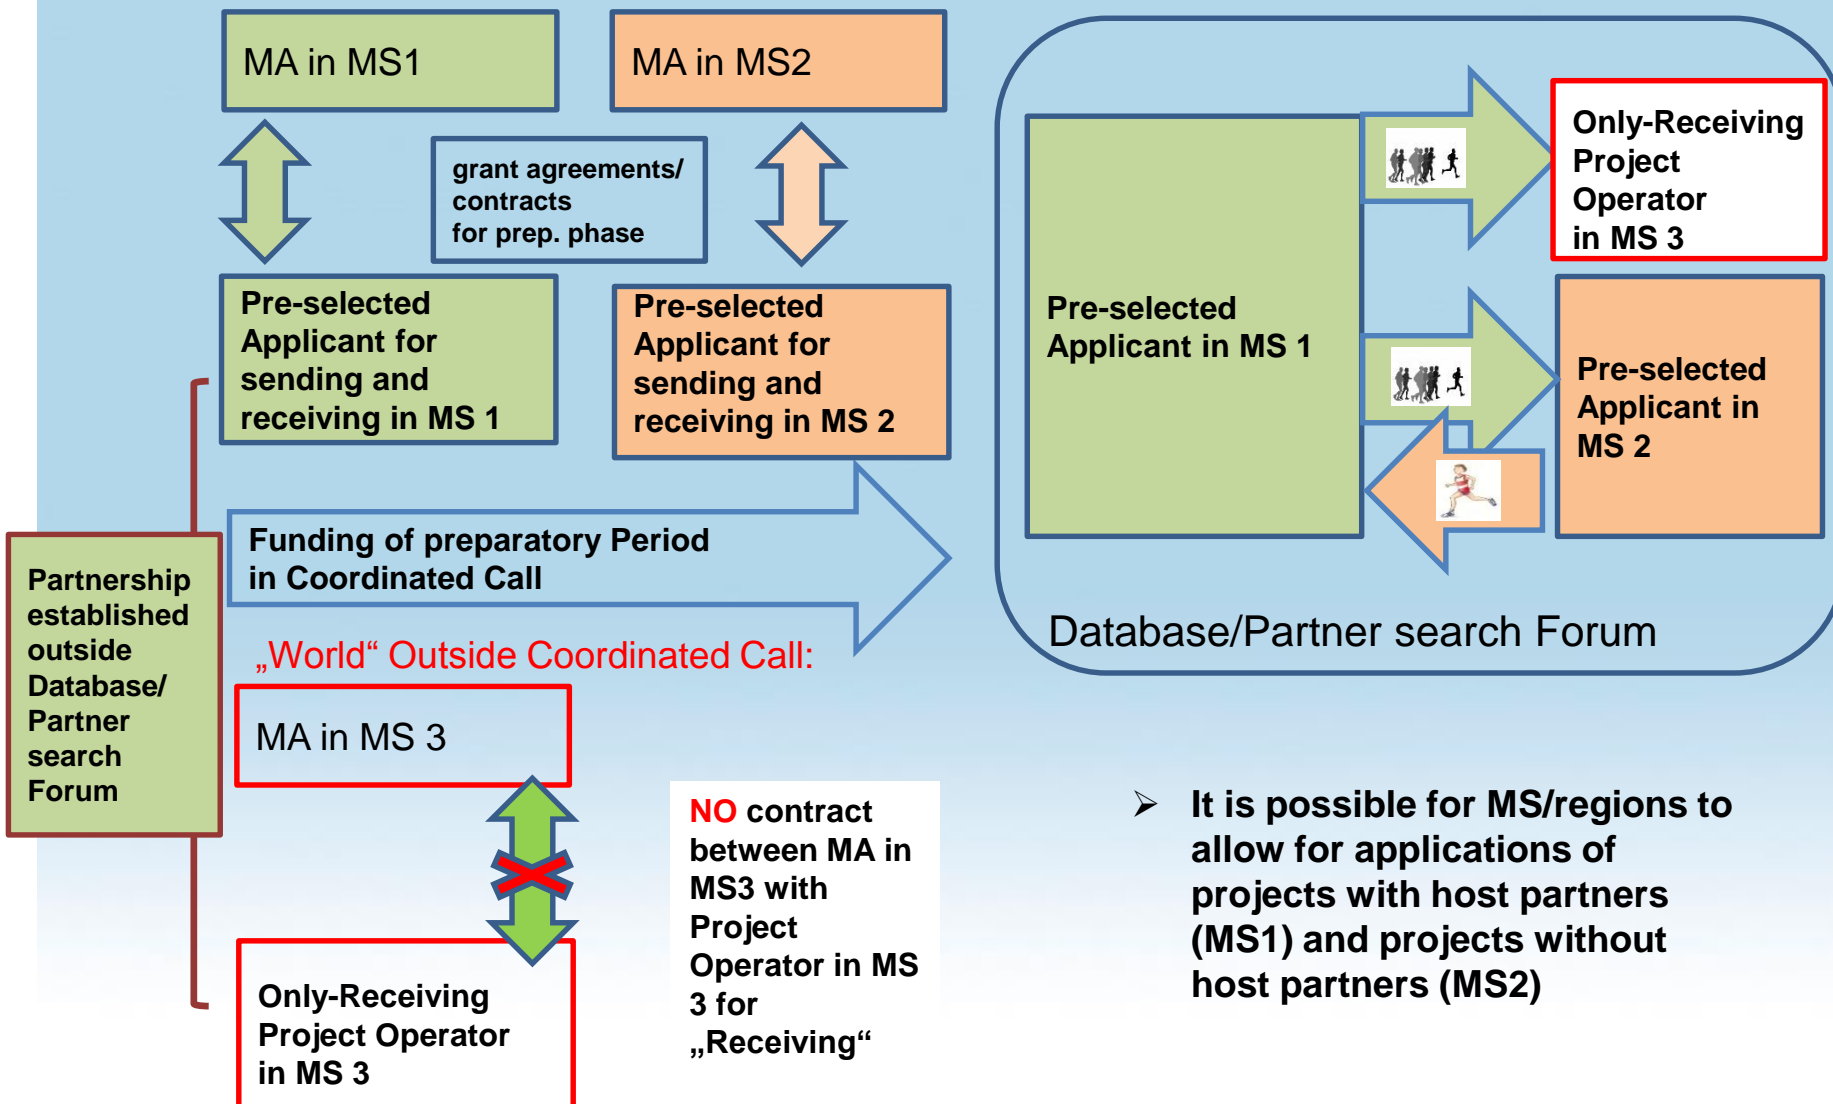 MA in MS1
MA in MS2
grant agreements/
contracts
for prep. phase
Pre-selected
Applicant for
sending and
receiving in MS 1
Pre-selected
Applicant for
sending and
receiving in MS 2
Funding of preparatory Period
in Coordinated Call
Partnership
established
outside
Database/
Partner
search
Forum
„World“ Outside Coordinated Call:
MA in MS 3
NO contract
between MA in
MS3 with
Project
Operator in MS
3 for
„Receiving“
Only-Receiving
Project Operator
in MS 3
Pre-selected
Applicant in MS 1
Only-Receiving
Project
Operator
in MS 3
Pre-selected
Applicant in
MS 2
Database/Partner search Forum
➢ It is possible for MS/regions to
allow for applications of
projects with host partners
(MS1) and projects without
host partners (MS2)